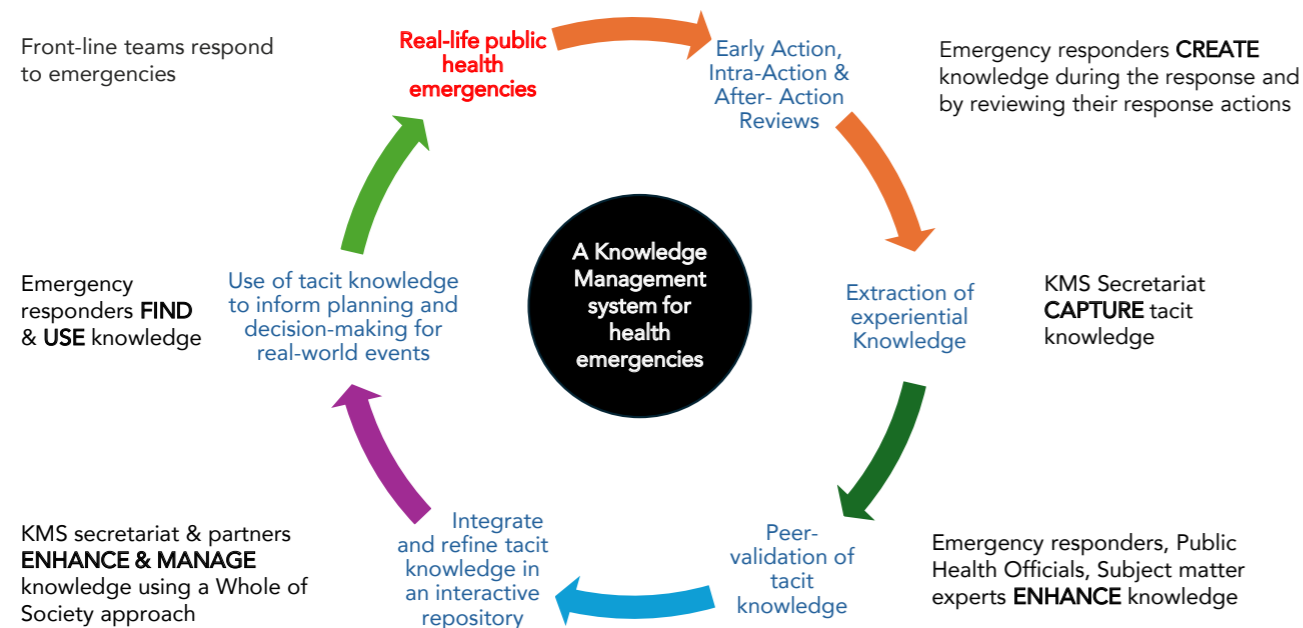 Front-line teams respond
to emergencies
Real-life public
health
emergencies
Early Action,
Intra-Action &
After- Action
Reviews
Emergency responders CREATE
knowledge during the response and
by reviewing their response actions
A Knowledge
Management
system for
health
emergencies
Emergency
responders FIND
& USE knowledge
Use of tacit knowledge
to inform planning and
decision-making for
real-world events
Extraction of
experiential
Knowledge
KMS Secretariat
CAPTURE tacit
knowledge
KMS secretariat & partners
ENHANCE & MANAGE
knowledge using a Whole of
Society approach
Integrate
and refine tacit
knowledge in
an interactive
repository
Peer-
validation of
tacit
knowledge
Emergency responders, Public
Health Officials, Subject matter
experts ENHANCE knowledge